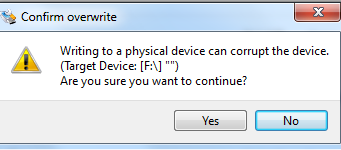 Confirm overwrite
Writing to a physical device can corrupt the device.
(Target Device: [F:\] "")
Are you sure you want to continue?
Yes
No